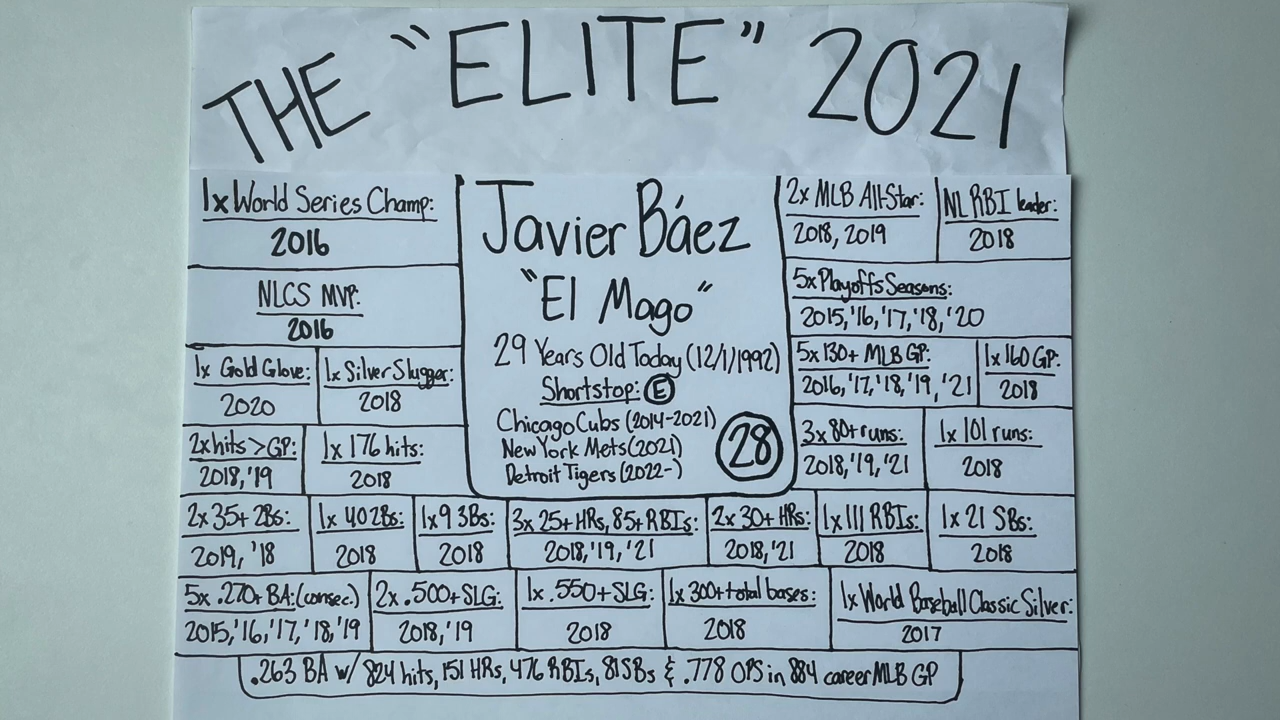 THE "ELITE" 2021
1x World Series Champ:
2016
NLCS MVP:
2016
1x Gold Glove:
2020
1x Silver Slugger:
2018
2x hits > GP:
2018, '19
1x 176 hits:
2018
Javier Báez
"El Mago"
29 Years Old Today (12/1/1992)
Shortstop: E
Chicago Cubs (2014-2021)
New York Mets (2021)
Detroit Tigers (2022-)
28
2x MLB All-Star:
2018, 2019
NL RBI leader:
2018
5x Playoffs Seasons:
2015, '16, '17, '18, '20
5x 130+ MLB GP:
2016, '17, '18, '19, '21
1x 160 GP:
2018
3x 80+ runs:
2018, '19, '21
1x 101 runs:
2018
2x 35+ 2Bs:
2019, '18
1x 40 2Bs:
2018
1x 9 3Bs:
2018
3x 25+ HRs, 85+ RBIs:
2018, '19, '21
2x 30+ HRs:
2018, '21
1x 111 RBIs:
2018
1x 21 SBs:
2018
5x .270+ BA: (consec.)
2015, '16, '17, '18, '19
2x .500+ SLG:
2018, '19
1x .550+ SLG:
2018
1x 300+ total bases:
2018
1x World Baseball Classic Silver:
2017
.263 BA w/ 824 hits, 151 HRs, 476 RBIs, 81 SBs & .778 OPS in 884 career MLB GP